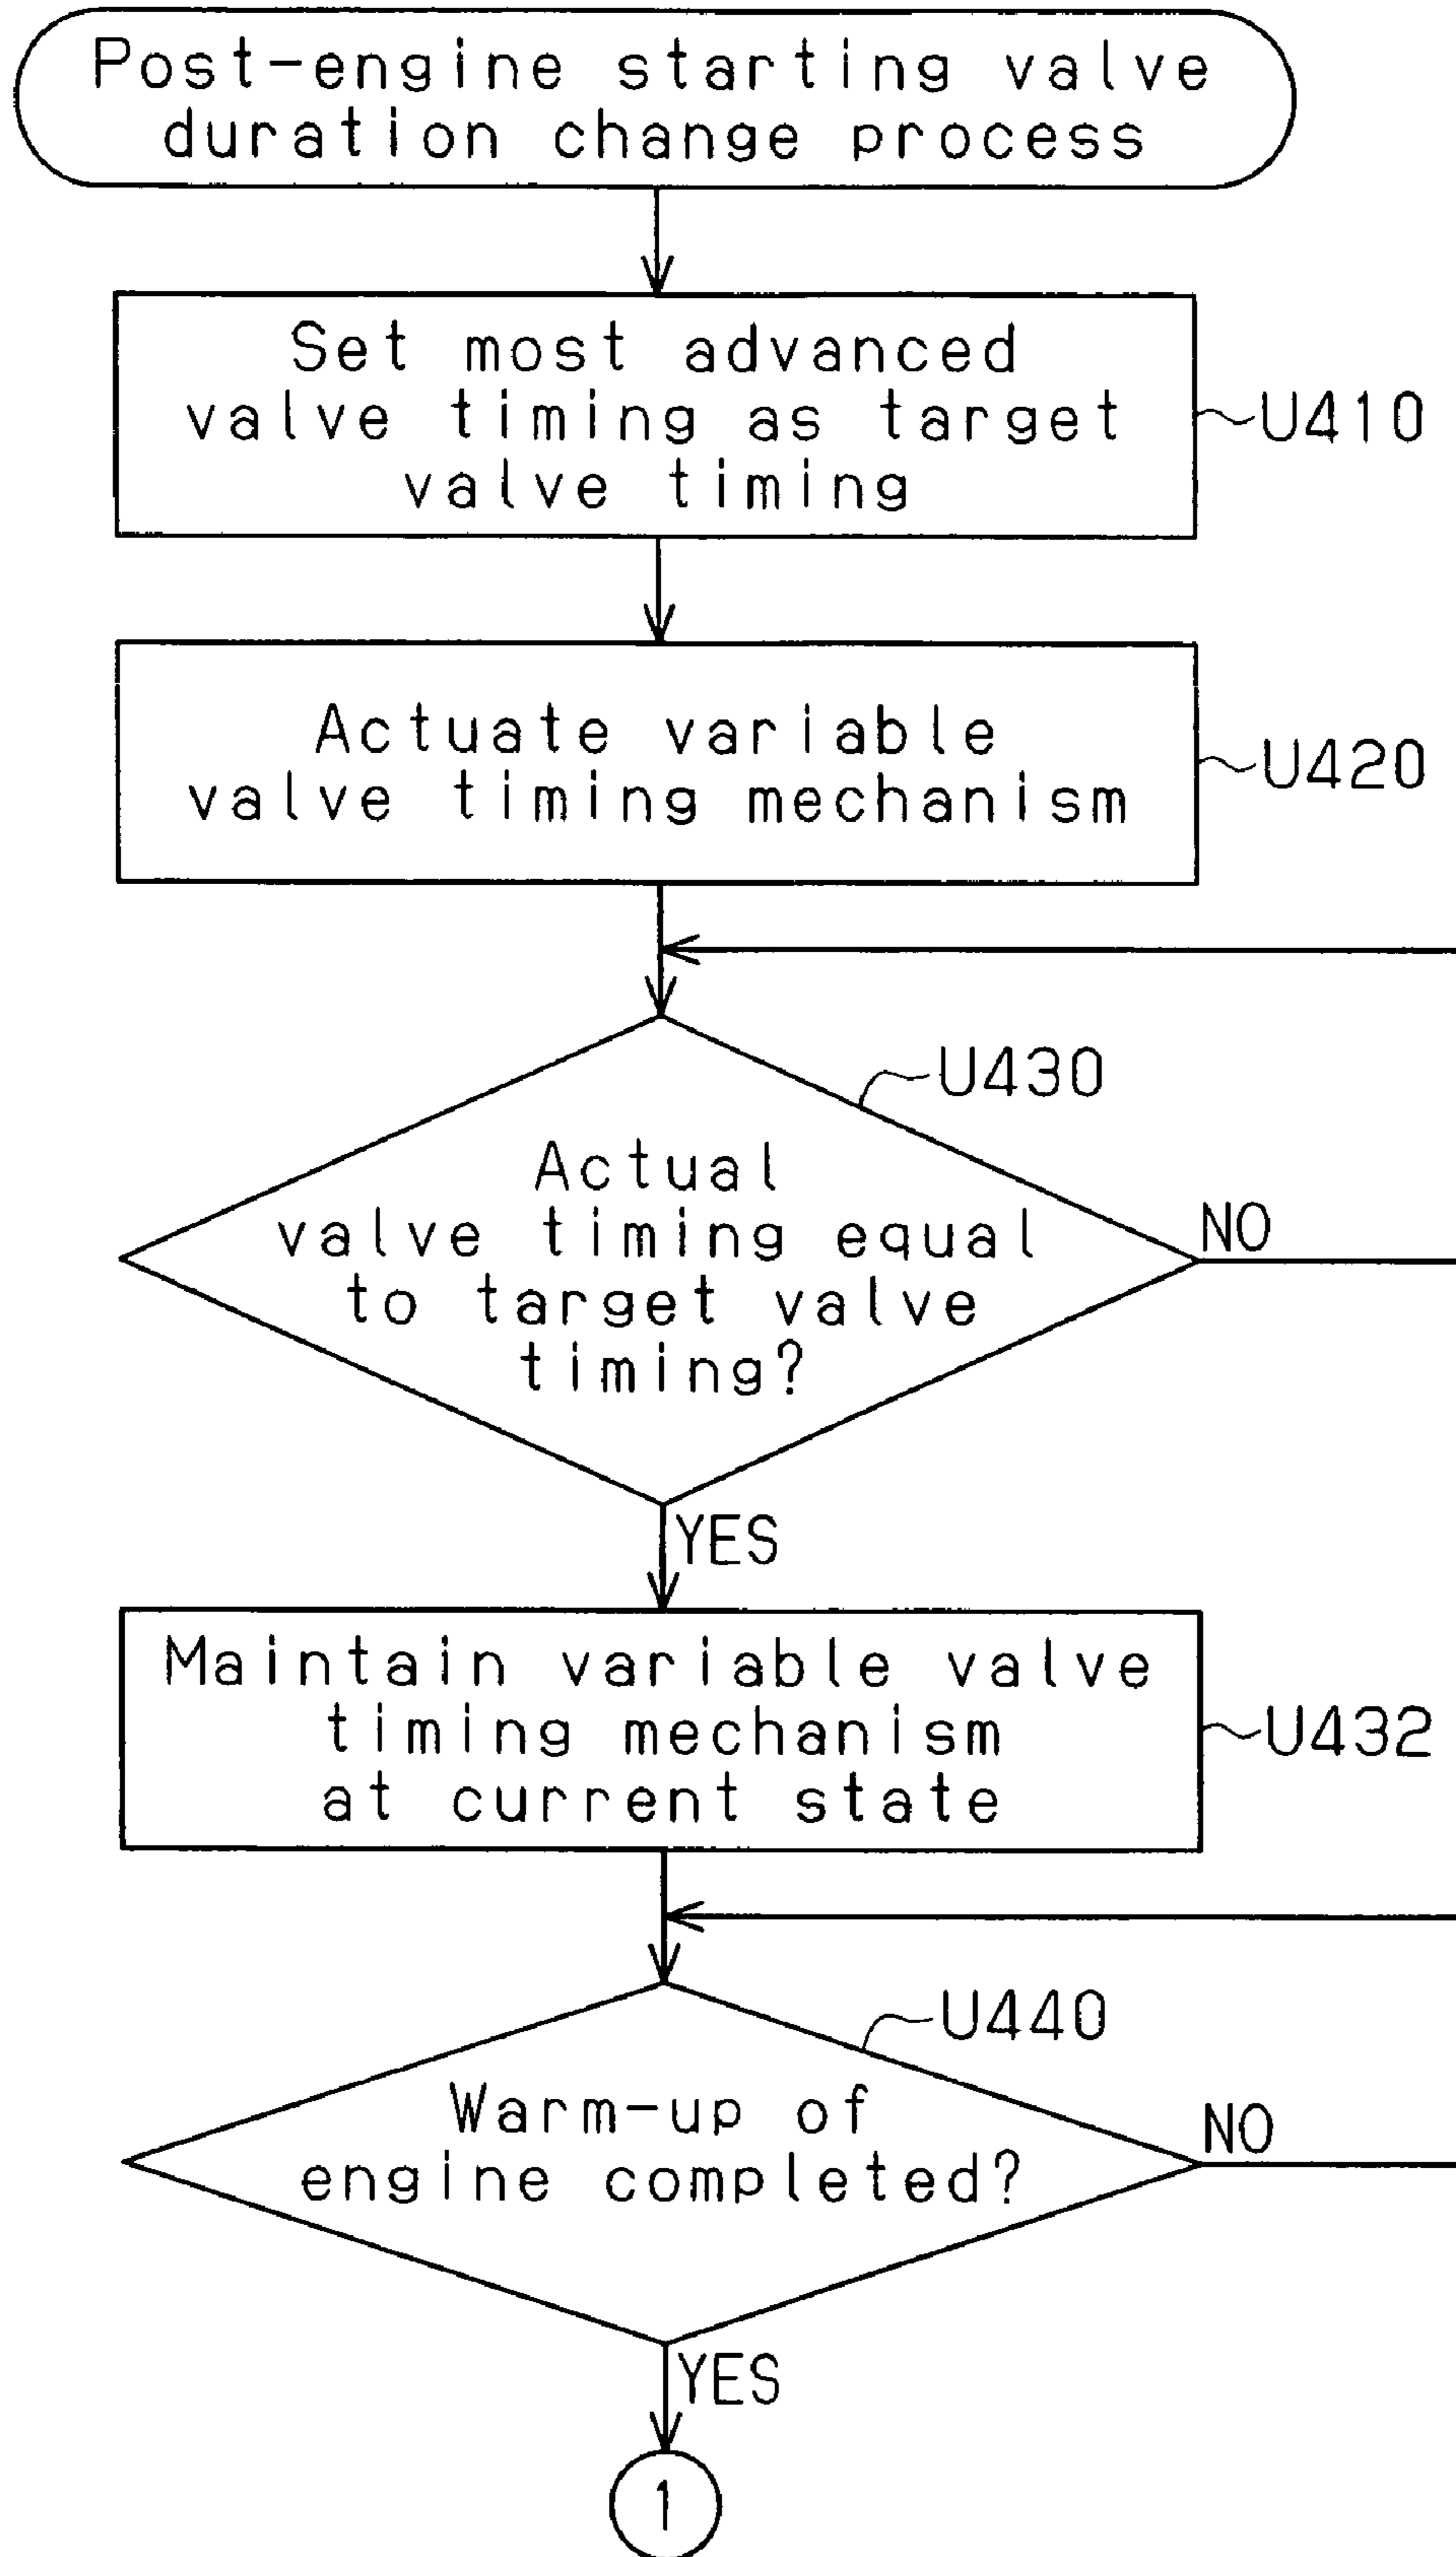 Post-engine starting valve
duration change process
Set most advanced
valve timing as target
valve timing
U410
Actuate variable
valve timing mechanism
U420
U430
Actual
valve timing equal
to target valve
timing?
NO
YES
Maintain variable valve
timing mechanism
at current state
U432
U440
Warm-up of
engine completed?
NO
YES
1